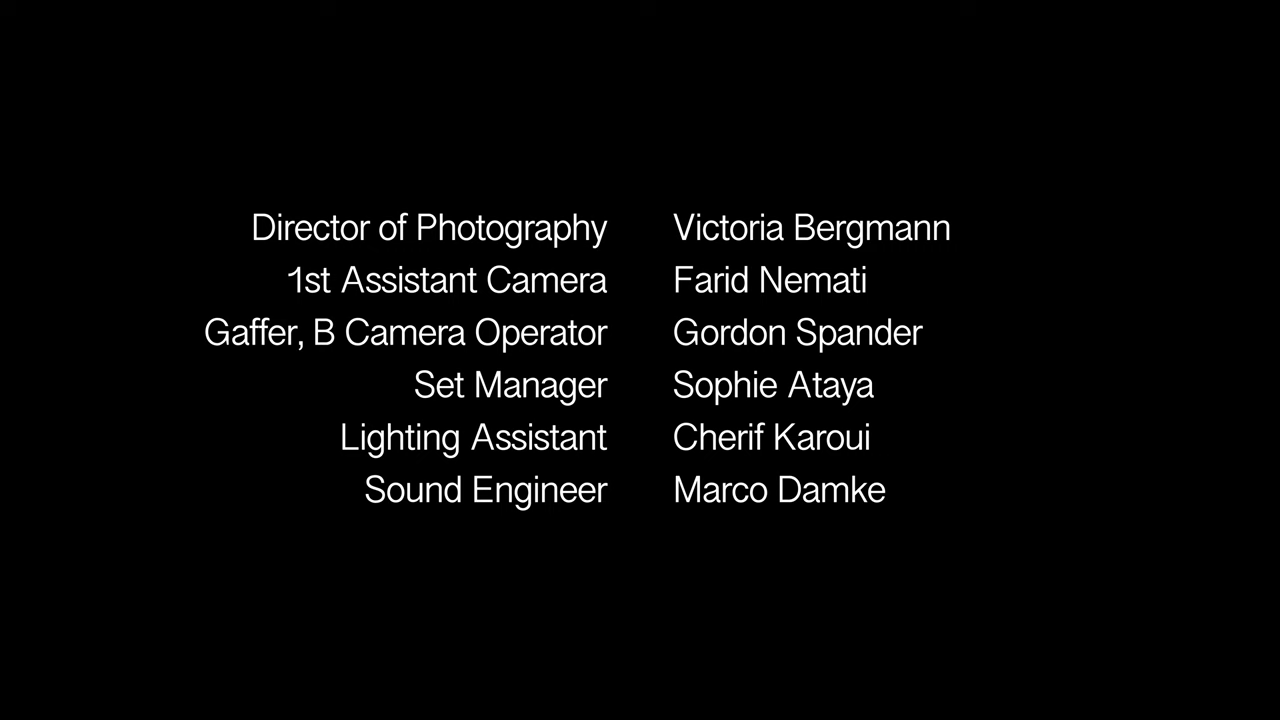 Director of Photography Victoria Bergmann
1st Assistant Camera Farid Nemati
Gaffer, B Camera Operator Gordon Spander
Set Manager Sophie Ataya
Lighting Assistant Cherif Karoui
Sound Engineer Marco Damke